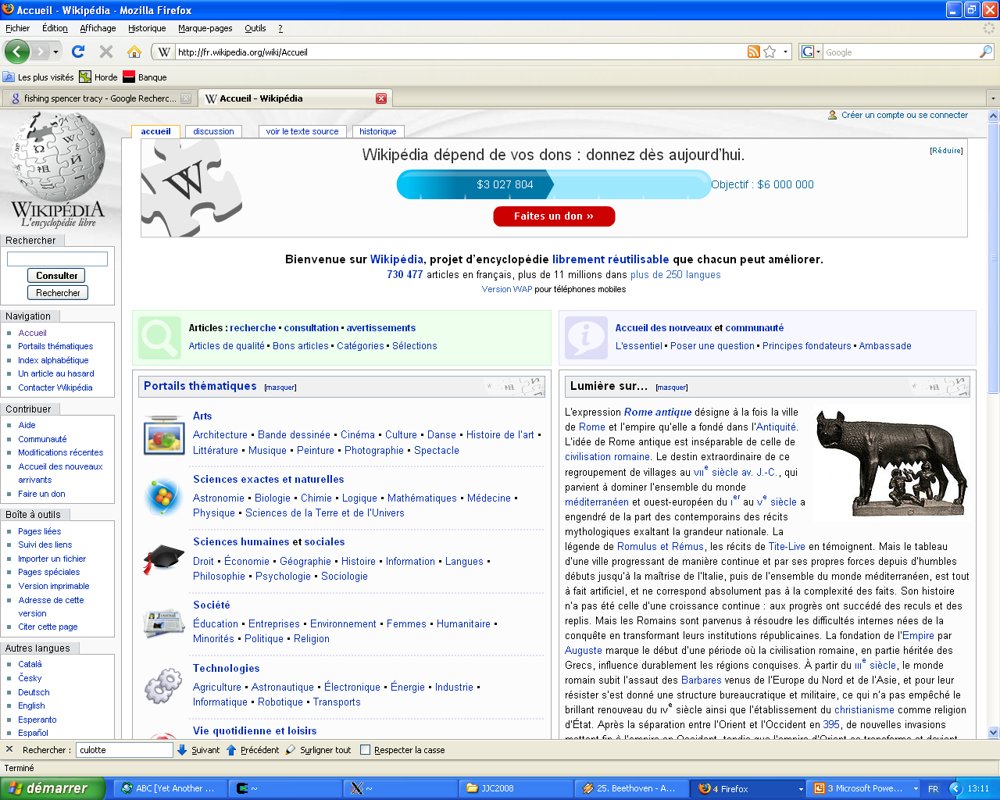 Accueil - Wikipédia - Mozilla Firefox
Fichier Édition Affichage Historique Marque-pages Outils ?
W http://fr.wikipedia.org/wiki/Accueil G Google
Les plus visités Horde Banque
fishing spencer tracy - Google Recherc... W Accueil - Wikipédia
Créer un compte ou se connecter
accueil discussion voir le texte source historique
Wikipédia dépend de vos dons : donnez dès aujourd'hui. [Réduire]
W
$3 027 804 Objectif : $6 000 000
Faites un don »
WIKIPÉDIA
L'encyclopédie libre
Rechercher
Consulter
Rechercher
Navigation
Accueil
Portails thématiques
Index alphabétique
Un article au hasard
Contacter Wikipédia
Contribuer
Aide
Communauté
Modifications récentes
Accueil des nouveaux
arrivants
Faire un don
Boîte à outils
Pages liées
Suivi des liens
Importer un fichier
Pages spéciales
Version imprimable
Adresse de cette
version
Citer cette page
Autres langues
Català
Česky
Deutsch
English
Esperanto
Español
Bienvenue sur Wikipédia, projet d'encyclopédie librement réutilisable que chacun peut améliorer.
730 477 articles en français, plus de 11 millions dans plus de 250 langues
Version WAP pour téléphones mobiles
Articles : recherche • consultation • avertissements
Articles de qualité • Bons articles • Catégories • Sélections
Accueil des nouveaux et communauté
L'essentiel • Poser une question • Principes fondateurs • Ambassade
Portails thématiques [masquer]
Arts
Architecture • Bande dessinée • Cinéma • Culture • Danse • Histoire de l'art •
Littérature • Musique • Peinture • Photographie • Spectacle
Sciences exactes et naturelles
Astronomie • Biologie • Chimie • Logique • Mathématiques • Médecine •
Physique • Sciences de la Terre et de l'Univers
Sciences humaines et sociales
Droit • Économie • Géographie • Histoire • Information • Langues •
Philosophie • Psychologie • Sociologie
Journal
Société
Éducation • Entreprises • Environnement • Femmes • Humanitaire •
Minorités • Politique • Religion
Technologies
Agriculture • Astronautique • Électronique • Énergie • Industrie •
Informatique • Robotique • Transports
Vie quotidienne et loisirs
Lumière sur... [masquer]
L'expression Rome antique désigne à la fois la ville
de Rome et l'empire qu'elle a fondé dans l'Antiquité.
L'idée de Rome antique est inséparable de celle de
civilisation romaine. Le destin extraordinaire de ce
regroupement de villages au VIIe siècle av. J.-C., qui
parvient à dominer l'ensemble du monde
méditerranéen et ouest-européen du Ier au Ve siècle a
engendré de la part des contemporains des récits
mythologiques exaltant la grandeur nationale. La
légende de Romulus et Rémus, les récits de Tite-Live en témoignent. Mais le tableau
d'une ville progressant de manière continue et par ses propres forces depuis d'humbles
débuts jusqu'à la maîtrise de l'Italie, puis de l'ensemble du monde méditerranéen, est tout
à fait artificiel, et ne correspond absolument pas à la complexité des faits. Son histoire
n'a pas été celle d'une croissance continue : aux progrès ont succédé des reculs et des
replis. Mais les Romains sont parvenus à résoudre les difficultés internes nées de la
conquête en transformant leurs institutions républicaines. La fondation de l'Empire par
Auguste marque le début d'une période où la civilisation romaine, en partie héritée des
Grecs, influence durablement les régions conquises. À partir du IIIe siècle, le monde
romain subit l'assaut des Barbares venus de l'Europe du Nord et de l'Asie, et pour leur
résister s'est donné une structure bureaucratique et militaire, ce qui n'a pas empêché le
brillant renouveau du IVe siècle ainsi que l'établissement du christianisme comme religion
d'État. Après la séparation entre l'Orient et l'Occident en 395, de nouvelles invasions
mettent fin à l'empire en Occident, tandis que l'empire d'Orient se transforme et devient
Rechercher : culotte Suivant Précédent Surligner tout Respecter la casse
Terminé
démarrer ABC [Yet Another ... ~ ~ JJC2008 25. Beethoven - A... 4 Firefox 3 Microsoft Powe... FR 13:11